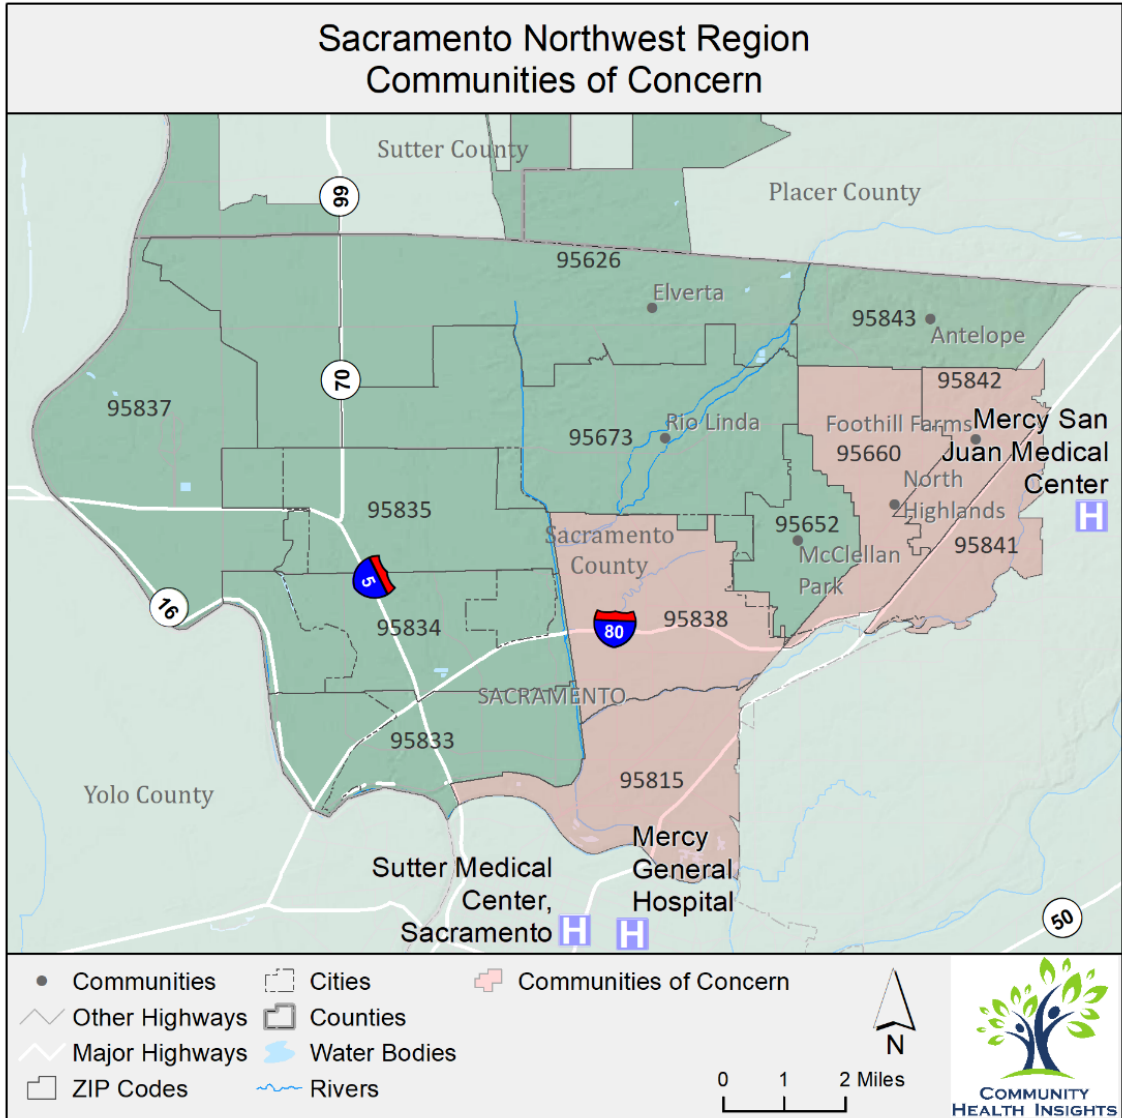 Sacramento Northwest Region
Communities of Concern
Sutter County
99
Placer County
95626
Elverta
95843
Antelope
70
95842
95837
Rio Linda
95673
Foothill Farms
95660
Mercy San
Juan Medical
Center
H
North
Highlands
95835
95652
Sacramento
County
McClellan
Park
95841
5
16
95834
80
95838
SACRAMENTO
95833
95815
Yolo County
Mercy
General
Hospital
H
Sutter Medical
Center,
Sacramento
H
50
Communities
Other Highways
Major Highways
ZIP Codes
Cities
Counties
Water Bodies
Rivers
Communities of Concern
N
0 1 2 Miles
COMMUNITY
HEALTH INSIGHTS